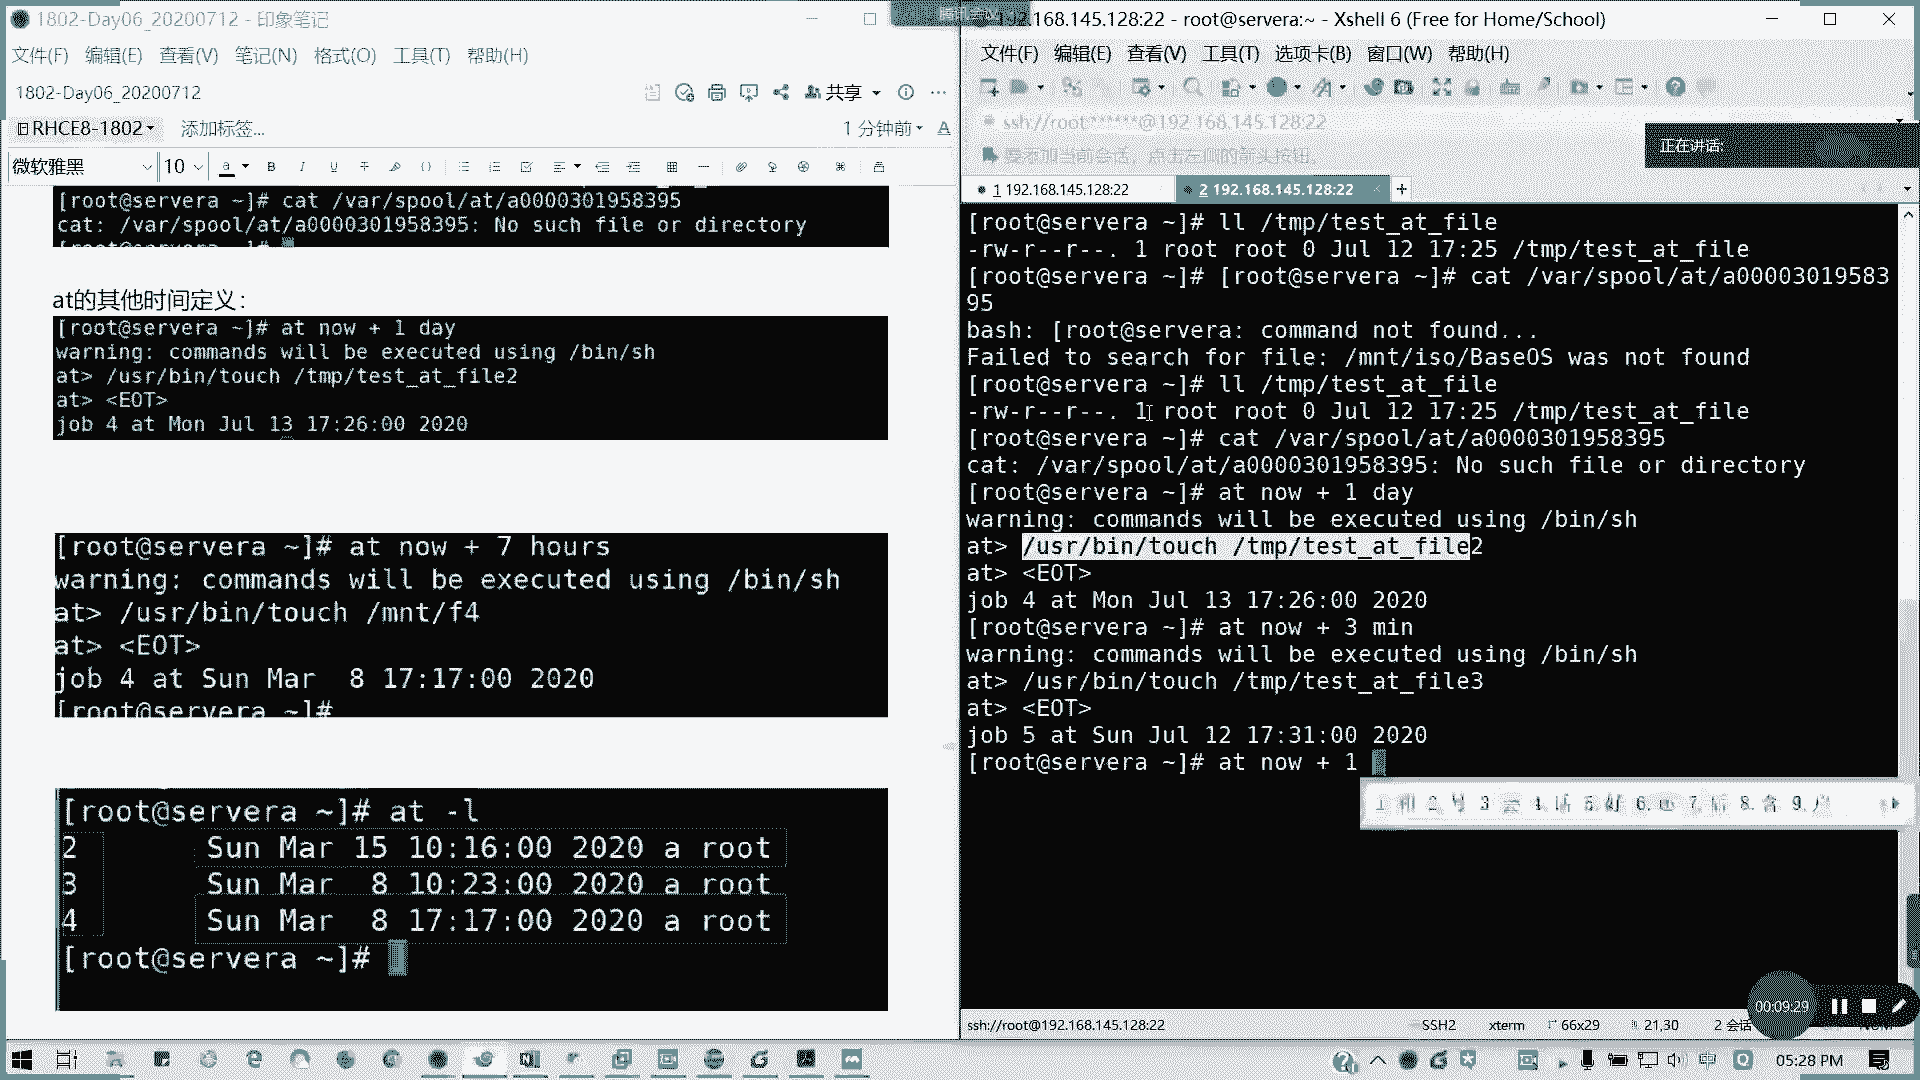 1802-Day06_20200712 - 印象笔记
文件(F) 编辑(E) 查看(V) 笔记(N) 格式(O) 工具(T) 帮助(H)
1802-Day06_20200712
共享
RHCE8-1802
添加标签...
1 分钟前
微软雅黑
10
[root@servera ~]# cat /var/spool/at/a0000301958395
cat: /var/spool/at/a0000301958395: No such file or directory
at的其他时间定义：
[root@servera ~]# at now + 1 day
warning: commands will be executed using /bin/sh
at> /usr/bin/touch /tmp/test_at_file2
at> <EOT>
job 4 at Mon Jul 13 17:26:00 2020
[root@servera ~]# at now + 7 hours
warning: commands will be executed using /bin/sh
at> /usr/bin/touch /mnt/f4
at> <EOT>
job 4 at Sun Mar  8 17:17:00 2020
[root@servera ~]#
[root@servera ~]# at -l
2 Sun Mar 15 10:16:00 2020 a root
3 Sun Mar  8 10:23:00 2020 a root
4 Sun Mar  8 17:17:00 2020 a root
[root@servera ~]#
192.168.145.128:22 - root@servera:~ - Xshell 6 (Free for Home/School)
文件(F) 编辑(E) 查看(V) 工具(T) 选项卡(B) 窗口(W) 帮助(H)
ssh://root:******@192.168.145.128:22
要添加当前会话，点击左侧的箭头按钮。
正在讲话:
1 192.168.145.128:22
2 192.168.145.128:22
[root@servera ~]# ll /tmp/test_at_file
-rw-r--r--. 1 root root 0 Jul 12 17:25 /tmp/test_at_file
[root@servera ~]# [root@servera ~]# cat /var/spool/at/a00003019583
95
bash: [root@servera: command not found...
Failed to search for file: /mnt/iso/BaseOS was not found
[root@servera ~]# ll /tmp/test_at_file
-rw-r--r--. 1 root root 0 Jul 12 17:25 /tmp/test_at_file
[root@servera ~]# cat /var/spool/at/a0000301958395
cat: /var/spool/at/a0000301958395: No such file or directory
[root@servera ~]# at now + 1 day
warning: commands will be executed using /bin/sh
at> /usr/bin/touch /tmp/test_at_file2
at> <EOT>
job 4 at Mon Jul 13 17:26:00 2020
[root@servera ~]# at now + 3 min
warning: commands will be executed using /bin/sh
at> /usr/bin/touch /tmp/test_at_file3
at> <EOT>
job 5 at Sun Jul 12 17:31:00 2020
[root@servera ~]# at now + 1
00:09:29
ssh://root@192.168.145.128:22
SSH2
xterm
66x29
21,30
2 会话
05:28 PM